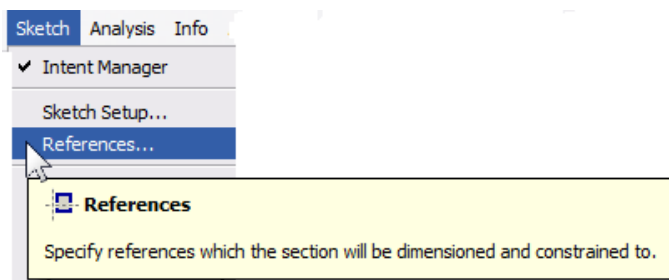 Sketch Analysis Info
Intent Manager
Sketch Setup...
References...
References
Specify references which the section will be dimensioned and constrained to.